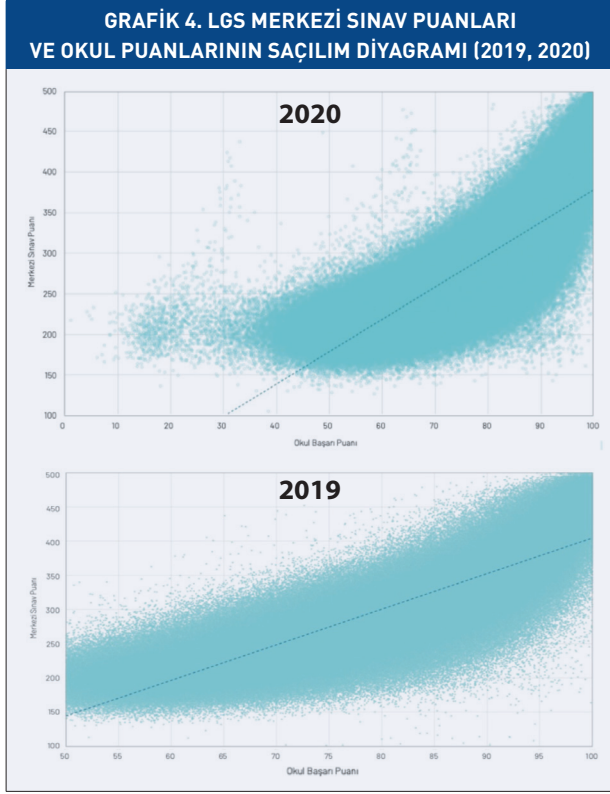 GRAFİK 4. LGS MERKEZİ SINAV PUANLARI
VE OKUL PUANLARININ SAÇILIM DİYAGRAMI (2019, 2020)
2020
Merkezi Sınav Puanı
500
450
400
350
300
250
200
150
100
0 10 20 30 40 50 60 70 80 90 100
Okul Başarı Puanı
2019
Merkezi Sınav Puanı
500
450
400
350
300
250
200
150
100
50 55 60 65 70 75 80 85 90 95 100
Okul Başarı Puanı